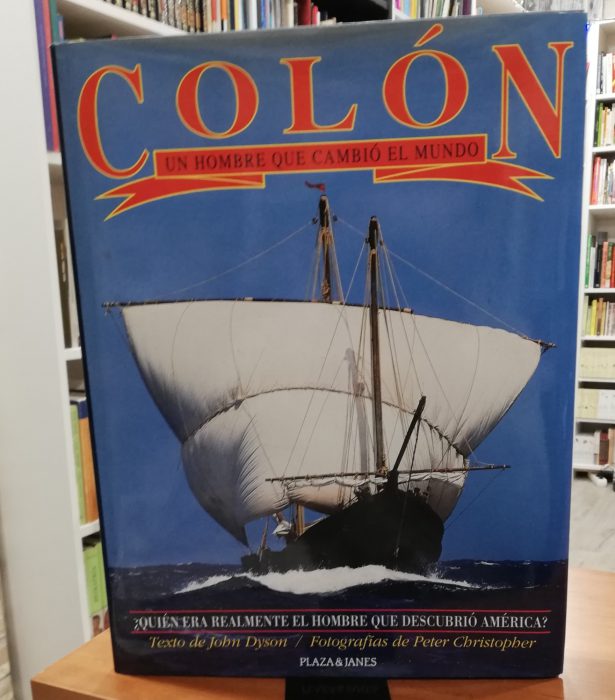 COLÓN
UN HOMBRE QUE CAMBIÓ EL MUNDO
¿QUIÉN ERA REALMENTE EL HOMBRE QUE DESCUBRIÓ AMÉRICA?
Texto de John Dyson / Fotografías de Peter Christopher
PLAZA & JANES